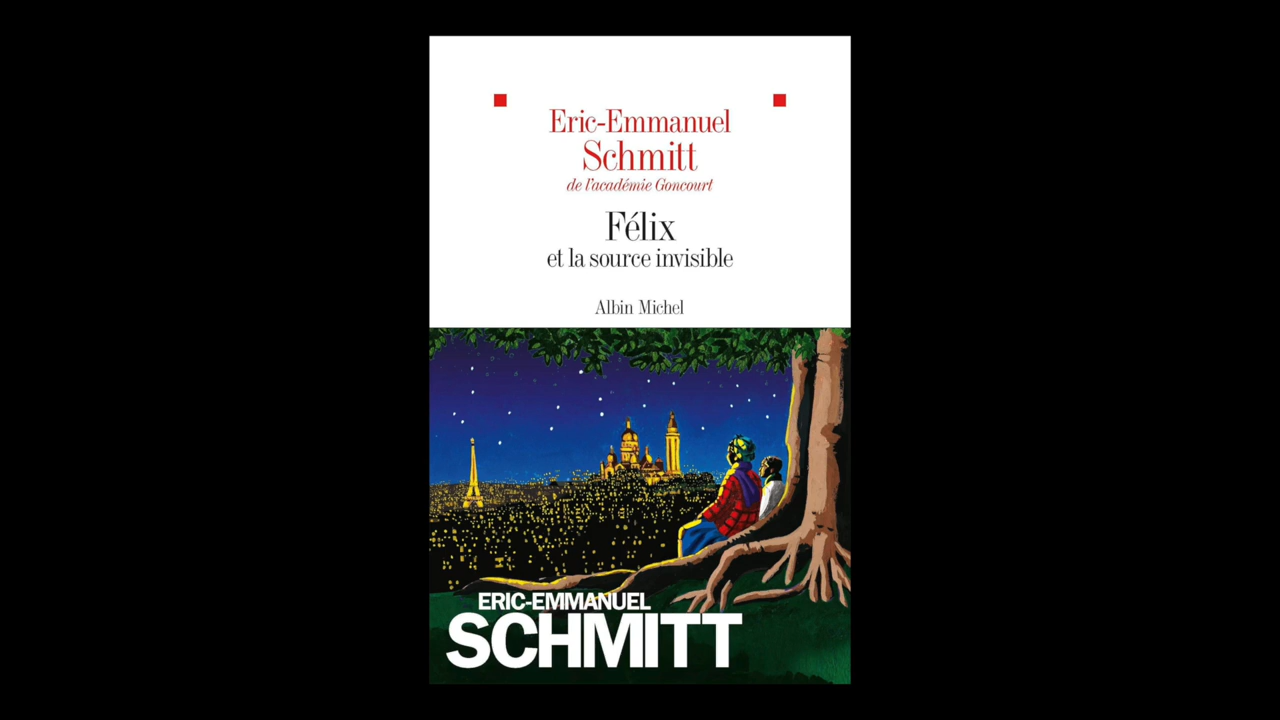 Eric-Emmanuel
Schmitt
de l'académie Goncourt
Félix
et la source invisible
Albin Michel
ERIC-EMMANUEL
SCHMITT